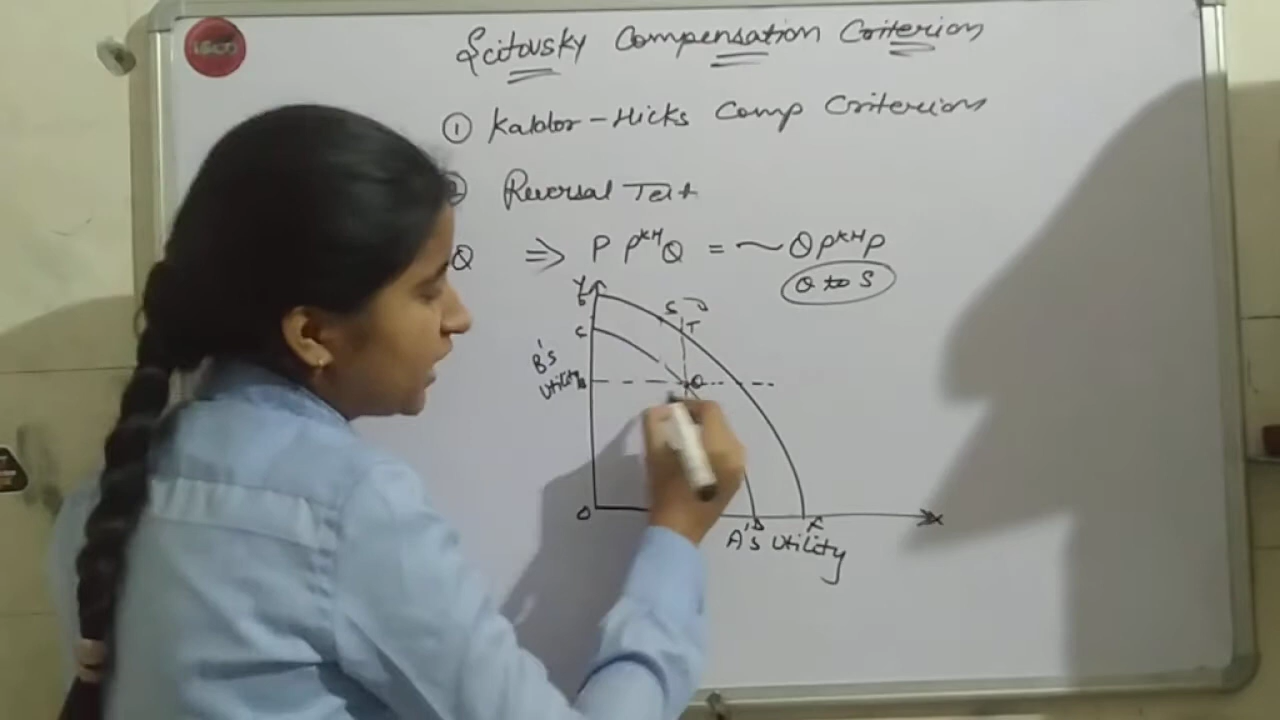 Scitovsky Compensation Criterion
① Kaldor-Hicks Comp Criterion
Reversal Test
Q ⇒ P P^KH Q = ~ Q P^KH P
Q to S
Y
S
T
C
B's
Utility
Q
O
D
F
X
A's Utility